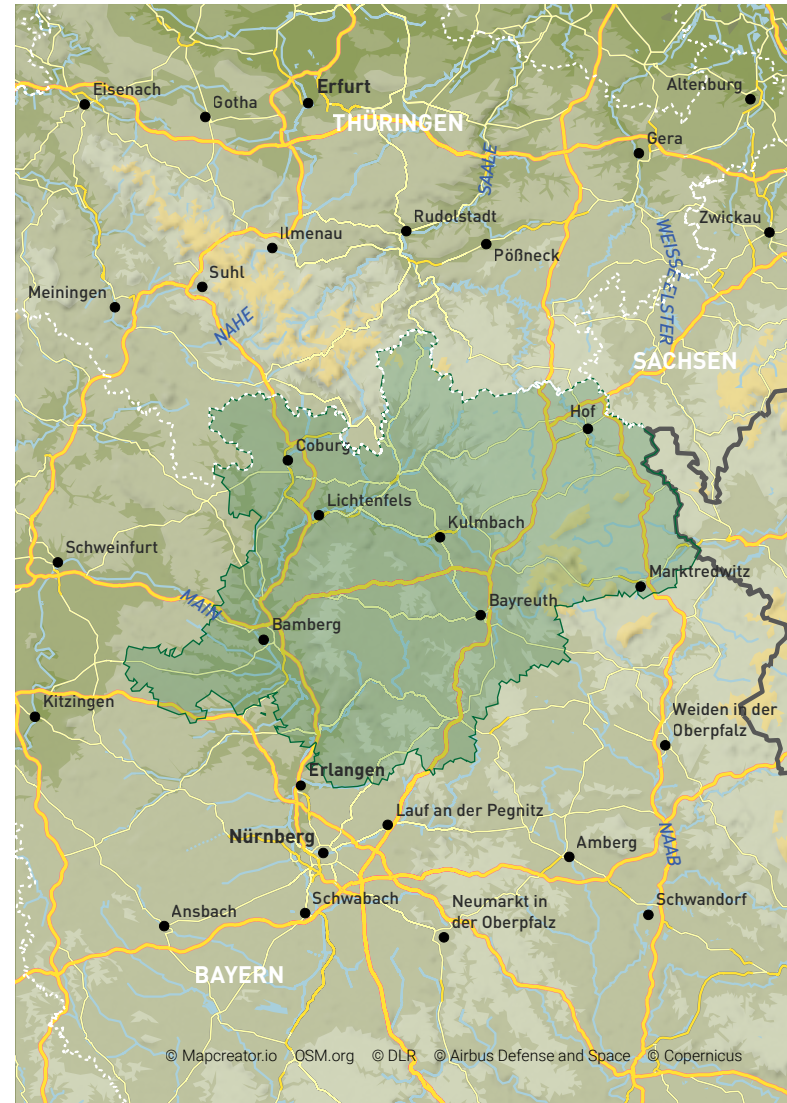 Eisenach
Gotha
Erfurt
Altenburg
THÜRINGEN
Gera
SAALE
Rudolstadt
Zwickau
Ilmenau
Pößneck
WEISSE ELSTER
Suhl
Meiningen
NAHE
SACHSEN
Hof
Coburg
Lichtenfels
Kulmbach
Schweinfurt
Marktredwitz
MAIN
Bayreuth
Bamberg
Kitzingen
Weiden in der
Oberpfalz
Erlangen
Lauf an der Pegnitz
Nürnberg
Amberg
NAAB
Schwabach
Neumarkt in
der Oberpfalz
Schwandorf
Ansbach
BAYERN
© Mapcreator.io OSM.org © DLR © Airbus Defense and Space © Copernicus